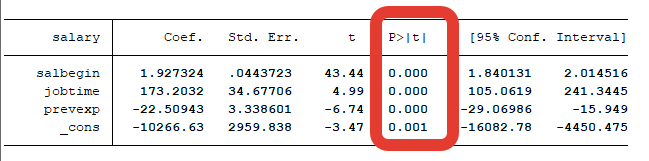 salary Coef. Std. Err. t P>|t| [95% Conf. Interval]
salbegin 1.927324 .0443723 43.44 0.000 1.840131 2.014516
jobtime 173.2032 34.67706 4.99 0.000 105.0619 241.3445
prevexp -22.50943 3.338601 -6.74 0.000 -29.06986 -15.949
_cons -10266.63 2959.838 -3.47 0.001 -16082.78 -4450.475